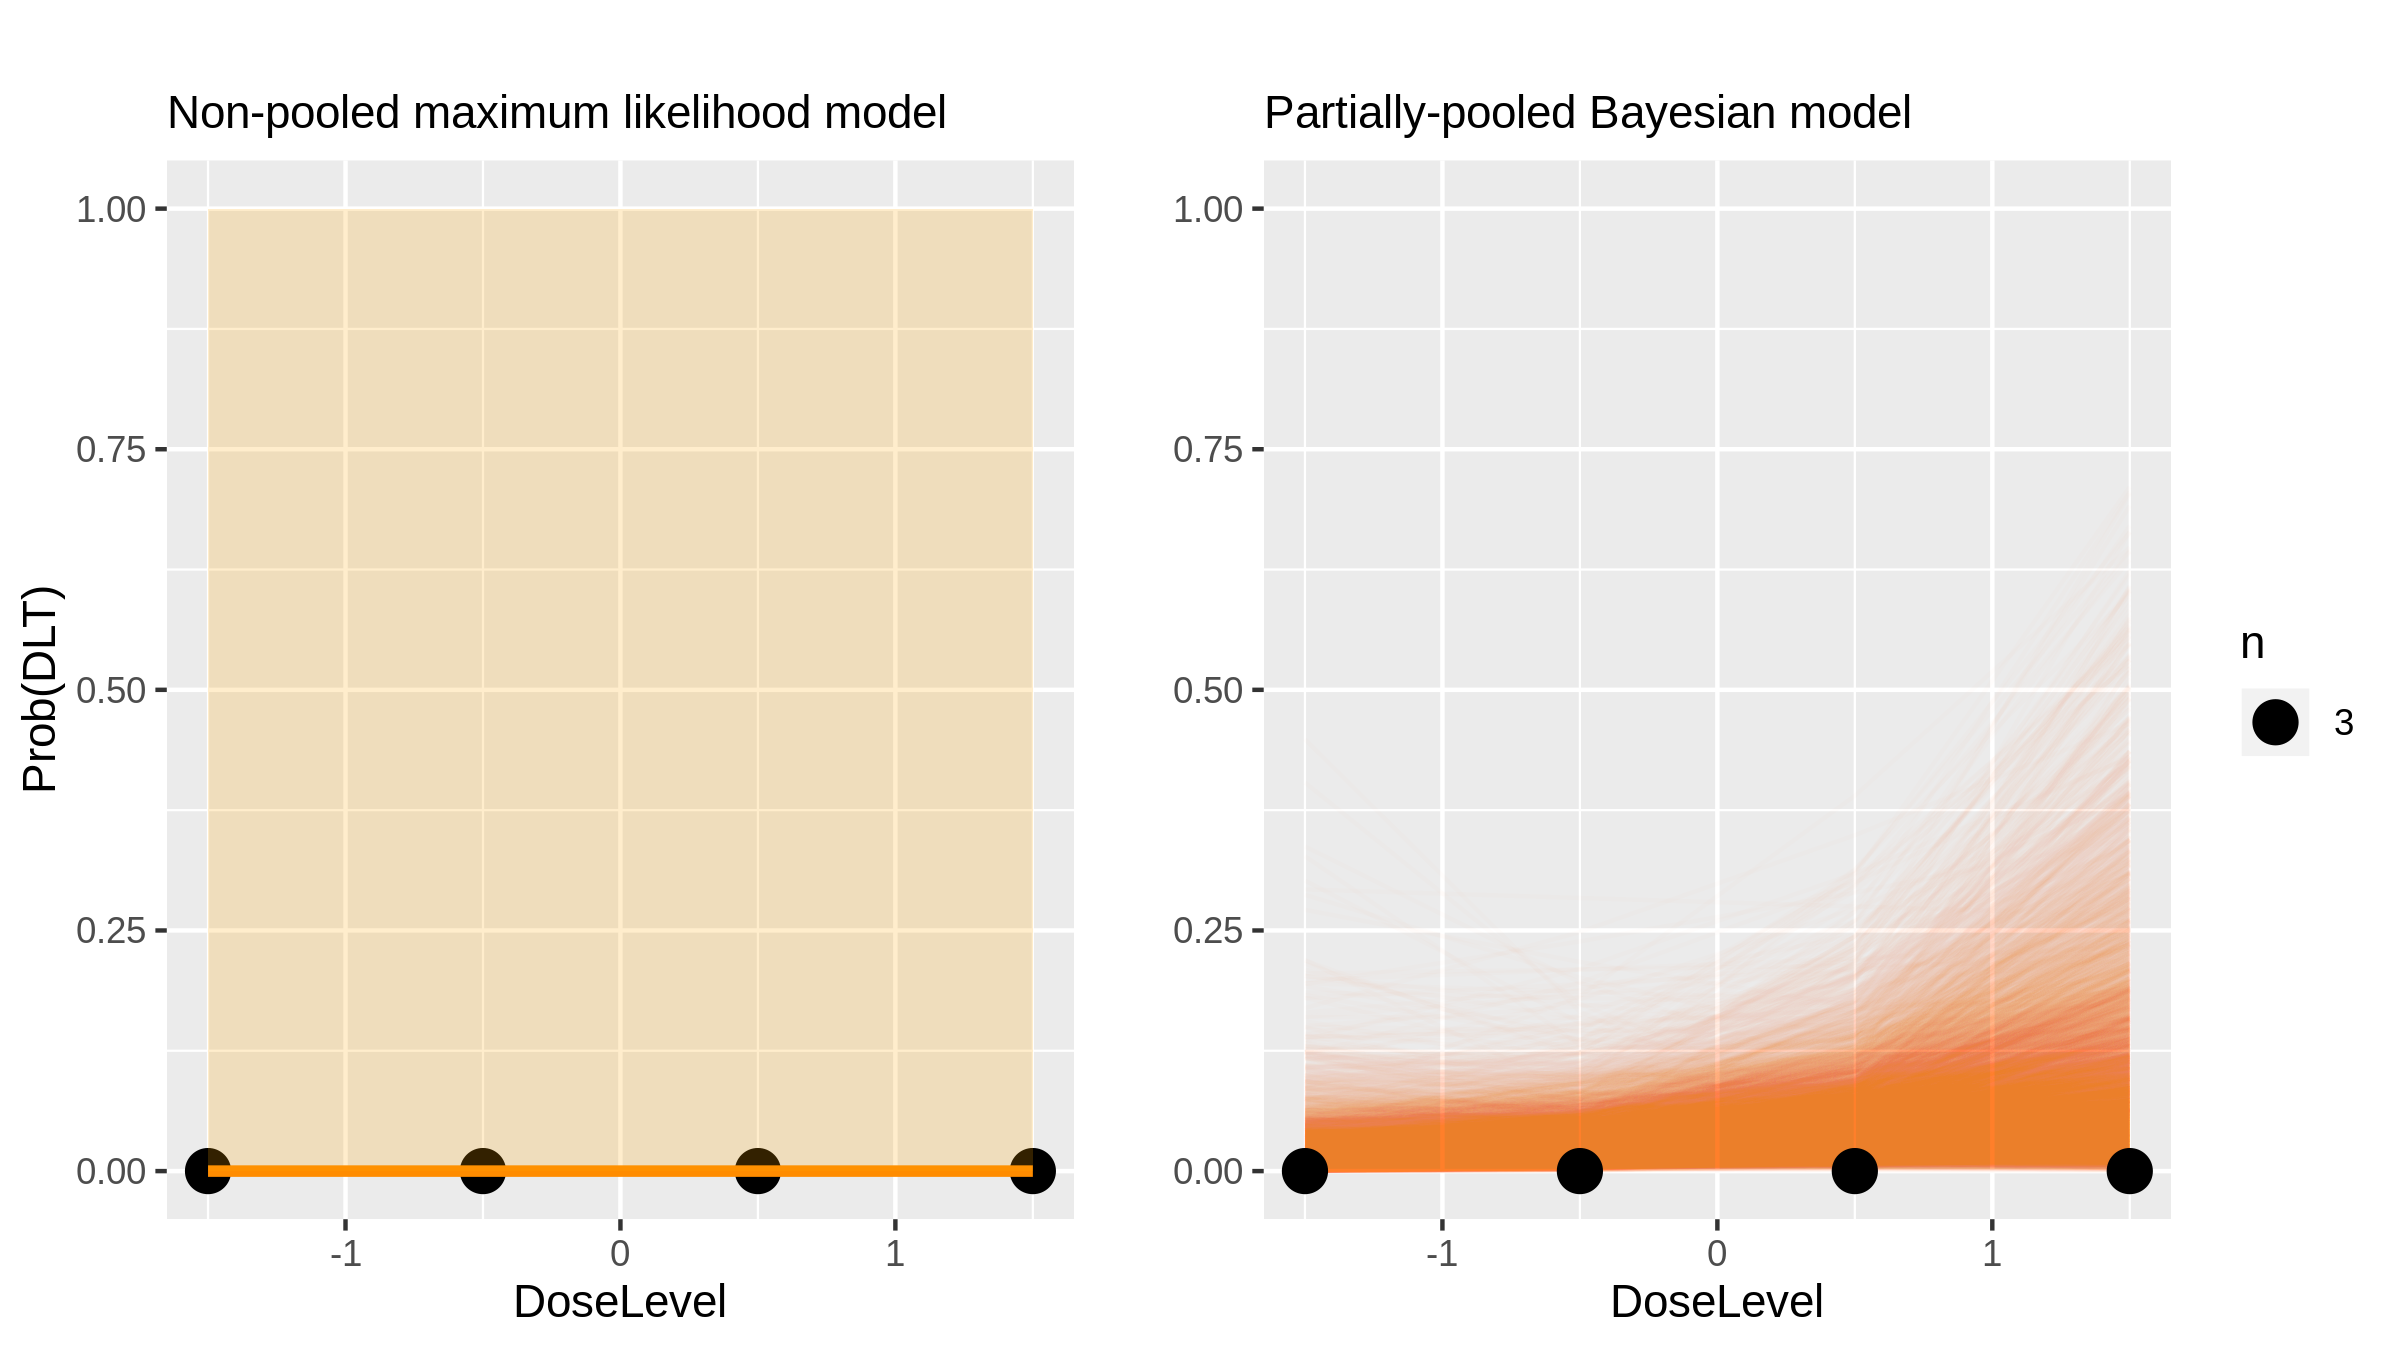 Non-pooled maximum likelihood model
Prob(DLT)
1.00
0.75
0.50
0.25
0.00
-1 0 1
DoseLevel
Partially-pooled Bayesian model
1.00
0.75
0.50
0.25
0.00
-1 0 1
DoseLevel
n
3